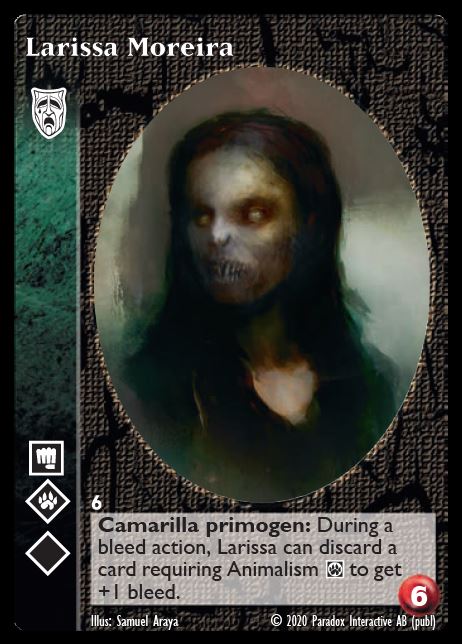 Larissa Moreira
6
Camarilla primogen: During a
bleed action, Larissa can discard a
card requiring Animalism to get
+1 bleed.
6
Illus: Samuel Araya
© 2020 Paradox Interactive AB (publ)